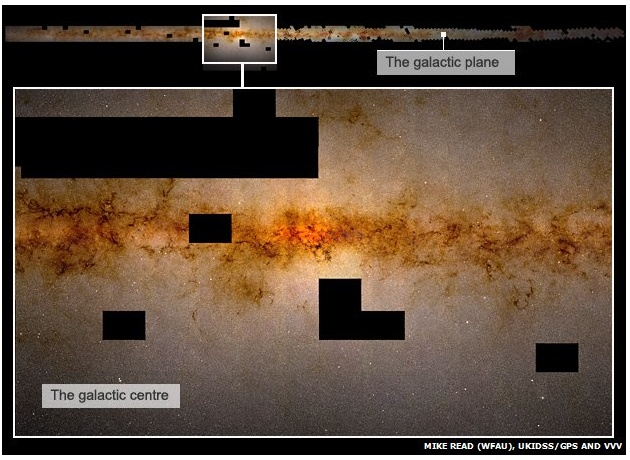 The galactic plane
The galactic centre
MIKE READ (WFAU), UKIDSS/GPS AND VVV